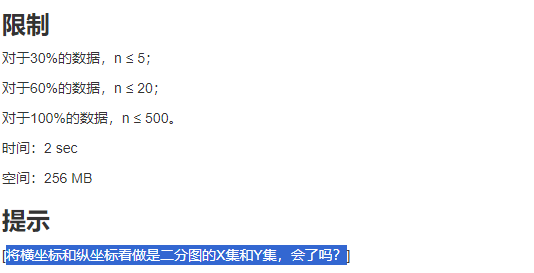 限制
对于30%的数据，n ≤ 5；
对于60%的数据，n ≤ 20；
对于100%的数据，n ≤ 500。
时间：2 sec
空间：256 MB
提示
[将横坐标和纵坐标看做是二分图的X集和Y集，会了吗？]